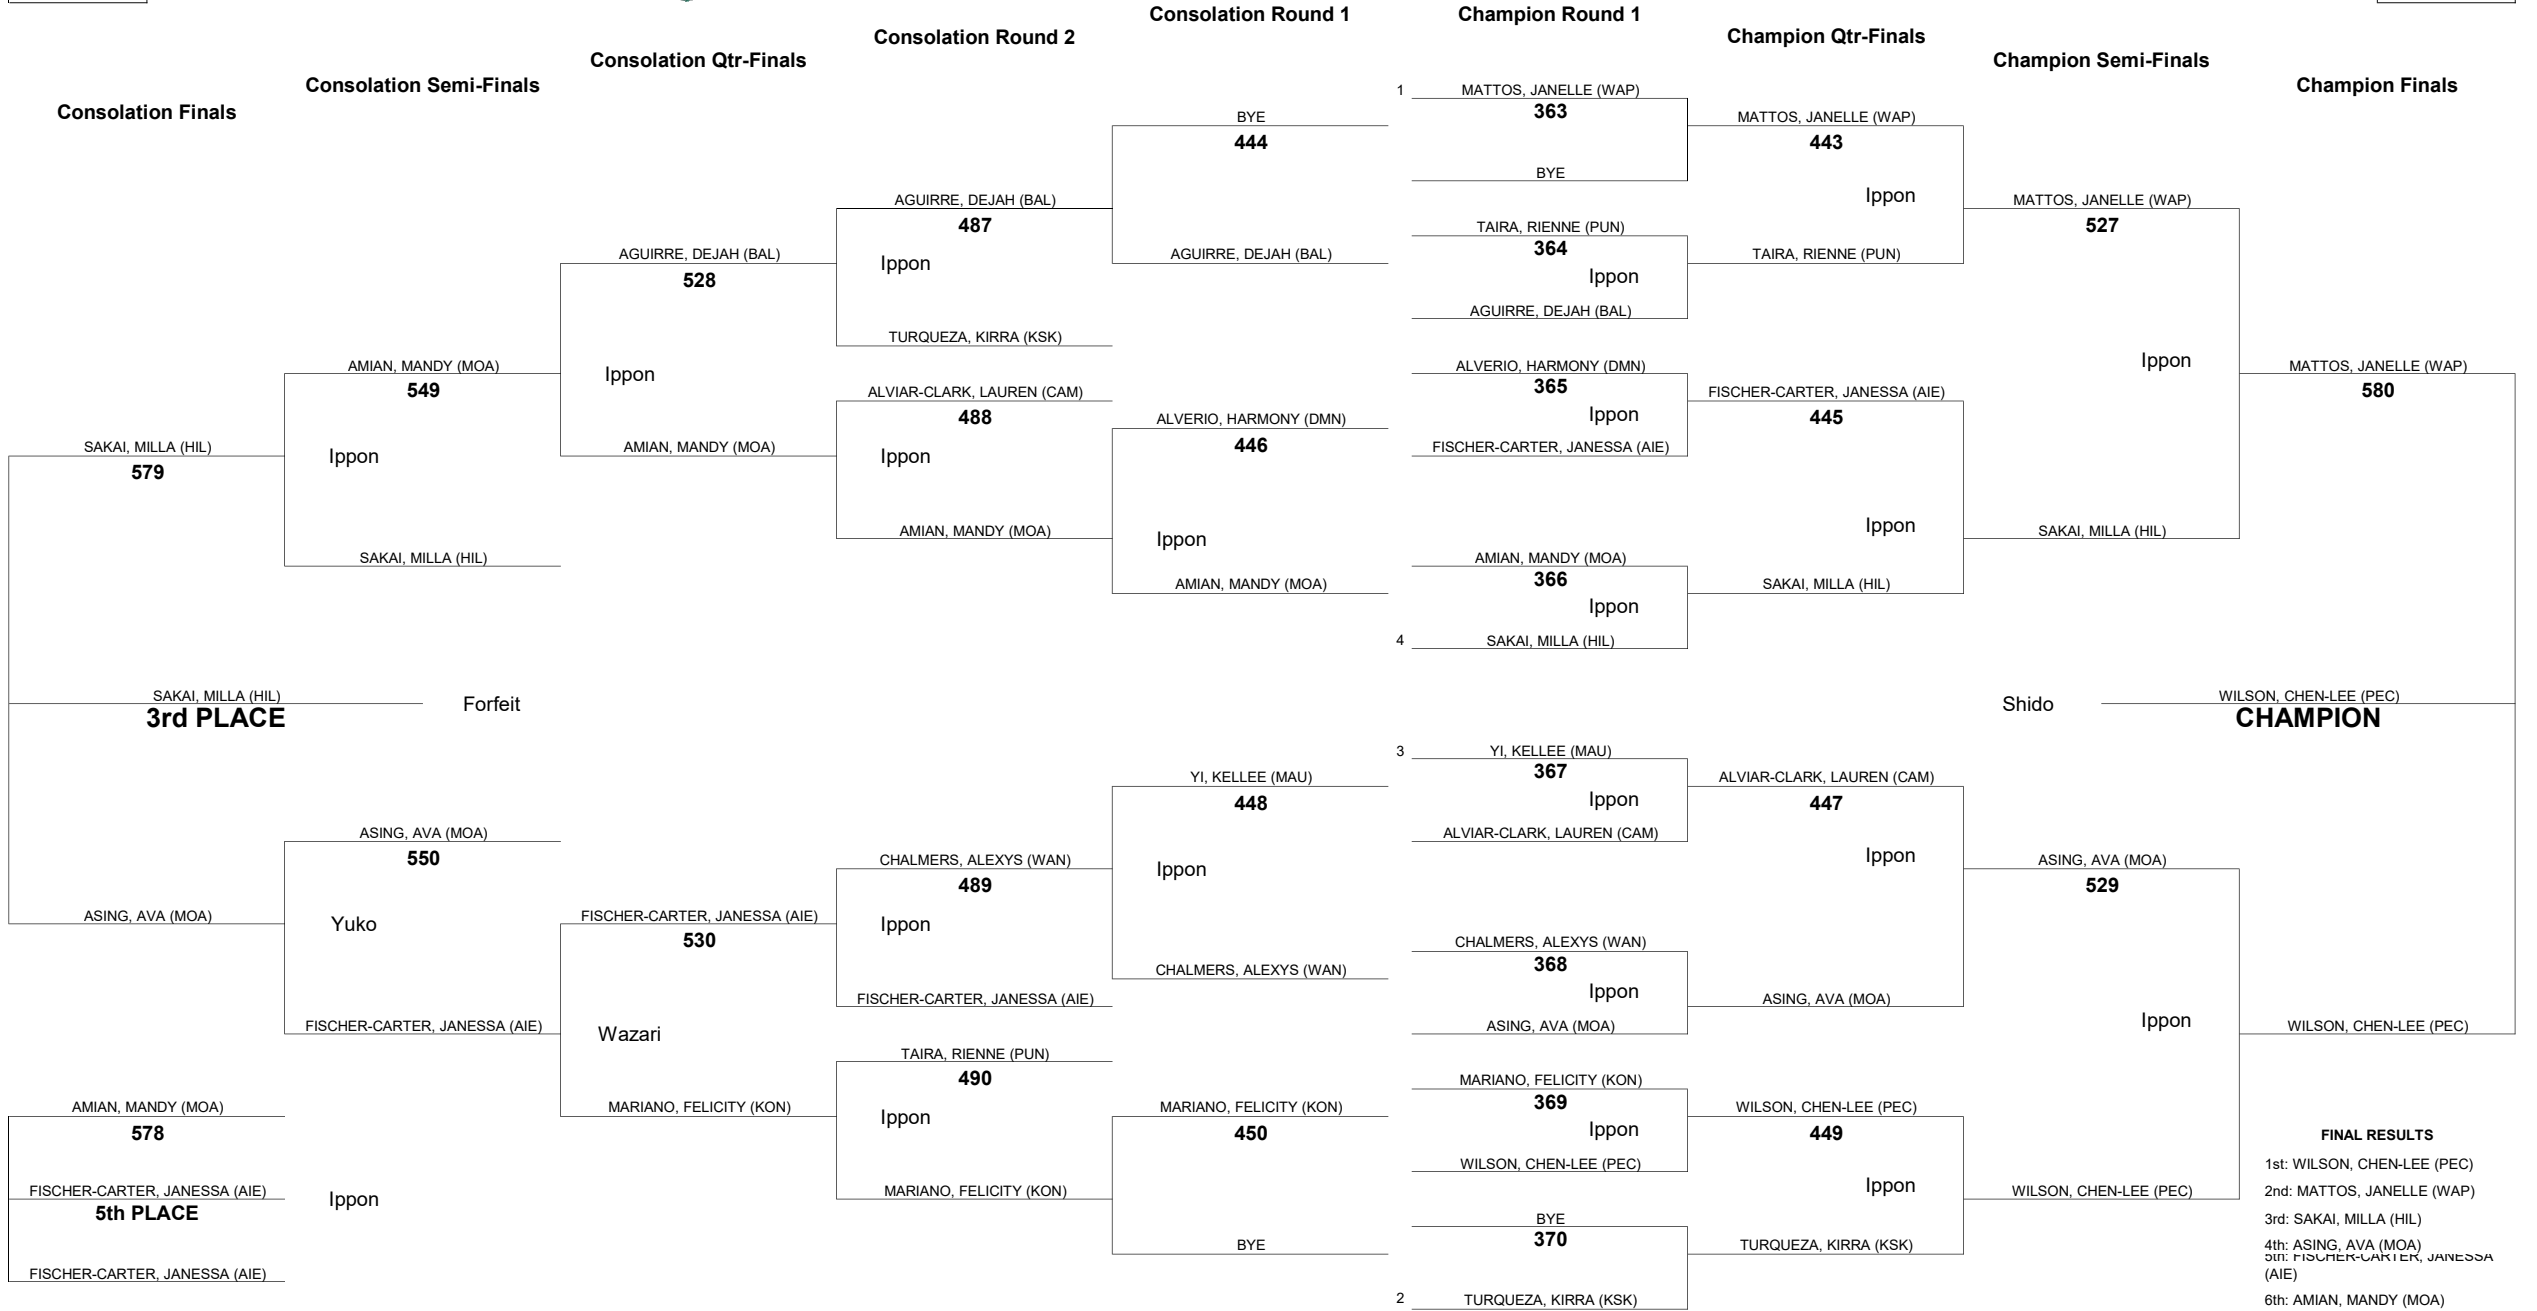 Consolation Round 1
Champion Round 1
Consolation Round 2
Champion Qtr-Finals
Consolation Qtr-Finals
Champion Semi-Finals
Consolation Semi-Finals
Champion Finals
Consolation Finals
SAKAI, MILLA (HIL)
579
SAKAI, MILLA (HIL)
3rd PLACE
Forfeit
ASING, AVA (MOA)
AMIAN, MANDY (MOA)
578
FISCHER-CARTER, JANESSA (AIE)
5th PLACE
Ippon
FISCHER-CARTER, JANESSA (AIE)
AMIAN, MANDY (MOA)
549
Ippon
SAKAI, MILLA (HIL)
ASING, AVA (MOA)
550
Yuko
FISCHER-CARTER, JANESSA (AIE)
AGUIRRE, DEJAH (BAL)
528
Ippon
AMIAN, MANDY (MOA)
FISCHER-CARTER, JANESSA (AIE)
530
Wazari
MARIANO, FELICITY (KON)
AGUIRRE, DEJAH (BAL)
487
Ippon
TURQUEZA, KIRRA (KSK)
ALVIAR-CLARK, LAUREN (CAM)
488
Ippon
AMIAN, MANDY (MOA)
CHALMERS, ALEXYS (WAN)
489
Ippon
FISCHER-CARTER, JANESSA (AIE)
TAIRA, RIENNE (PUN)
490
Ippon
MARIANO, FELICITY (KON)
BYE
444
AGUIRRE, DEJAH (BAL)
ALVERIO, HARMONY (DMN)
446
Ippon
AMIAN, MANDY (MOA)
YI, KELLEE (MAU)
448
Ippon
CHALMERS, ALEXYS (WAN)
MARIANO, FELICITY (KON)
450
BYE
1
MATTOS, JANELLE (WAP)
363
BYE
TAIRA, RIENNE (PUN)
364
Ippon
AGUIRRE, DEJAH (BAL)
ALVERIO, HARMONY (DMN)
365
Ippon
FISCHER-CARTER, JANESSA (AIE)
AMIAN, MANDY (MOA)
366
Ippon
4
SAKAI, MILLA (HIL)
3
YI, KELLEE (MAU)
367
Ippon
ALVIAR-CLARK, LAUREN (CAM)
CHALMERS, ALEXYS (WAN)
368
Ippon
ASING, AVA (MOA)
MARIANO, FELICITY (KON)
369
Ippon
WILSON, CHEN-LEE (PEC)
BYE
370
2
TURQUEZA, KIRRA (KSK)
MATTOS, JANELLE (WAP)
443
Ippon
TAIRA, RIENNE (PUN)
FISCHER-CARTER, JANESSA (AIE)
445
Ippon
SAKAI, MILLA (HIL)
ALVIAR-CLARK, LAUREN (CAM)
447
Ippon
ASING, AVA (MOA)
WILSON, CHEN-LEE (PEC)
449
Ippon
TURQUEZA, KIRRA (KSK)
MATTOS, JANELLE (WAP)
527
Ippon
SAKAI, MILLA (HIL)
ASING, AVA (MOA)
529
Ippon
WILSON, CHEN-LEE (PEC)
MATTOS, JANELLE (WAP)
580
Shido
WILSON, CHEN-LEE (PEC)
CHAMPION
WILSON, CHEN-LEE (PEC)
FINAL RESULTS
1st: WILSON, CHEN-LEE (PEC)
2nd: MATTOS, JANELLE (WAP)
3rd: SAKAI, MILLA (HIL)
4th: ASING, AVA (MOA)
5th: FISCHER-CARTER, JANESSA
(AIE)
6th: AMIAN, MANDY (MOA)